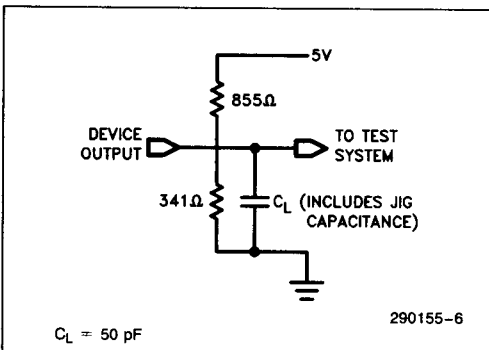 5V
855Ω
DEVICE
OUTPUT
TO TEST
SYSTEM
341Ω
C_L (INCLUDES JIG
CAPACITANCE)
C_L = 50 pF
290155-6